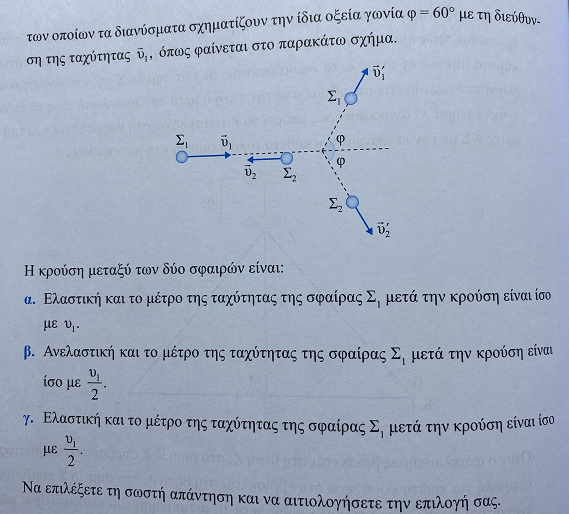 των οποίων τα διανύσματα σχηματίζουν την ίδια οξεία γωνία φ = 60° με τη διεύθυν-
ση της ταχύτητας υ⃗₁, όπως φαίνεται στο παρακάτω σχήμα.
υ⃗₁′
Σ₁
Σ₁ υ⃗₁ φ
υ⃗₂ Σ₂ φ
Σ₂
υ⃗₂′
Η κρούση μεταξύ των δύο σφαιρών είναι:
α. Ελαστική και το μέτρο της ταχύτητας της σφαίρας Σ₁ μετά την κρούση είναι ίσο
με υ₁.
β. Ανελαστική και το μέτρο της ταχύτητας της σφαίρας Σ₁ μετά την κρούση είναι
ίσο με υ₁/2.
γ. Ελαστική και το μέτρο της ταχύτητας της σφαίρας Σ₁ μετά την κρούση είναι ίσο
με υ₁/2.
Να επιλέξετε τη σωστή απάντηση και να αιτιολογήσετε την επιλογή σας.